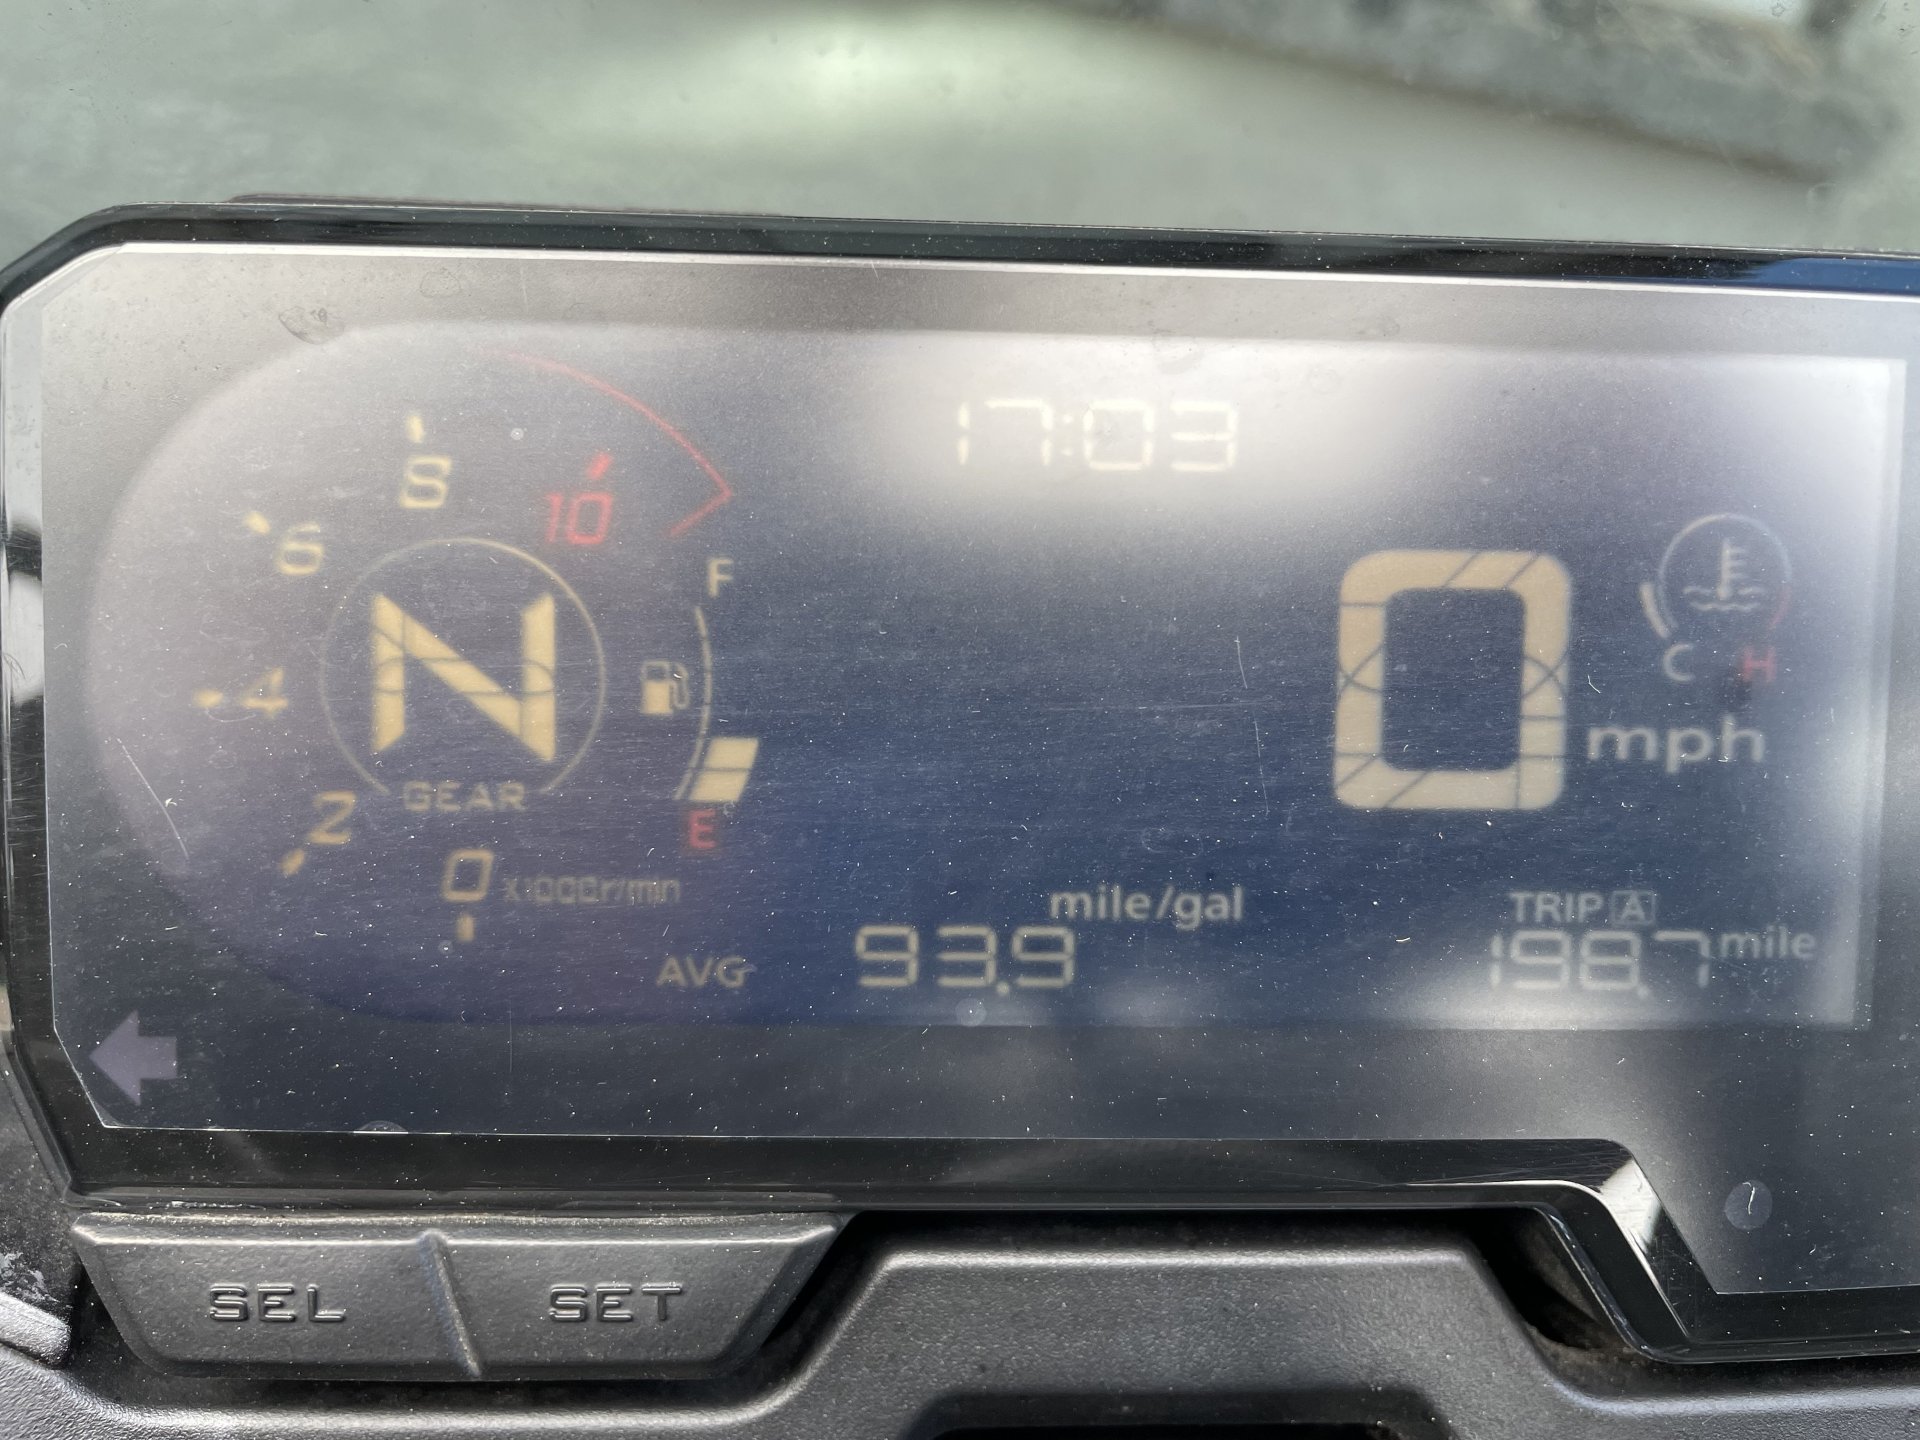 17:03
8
10
6
F
N
4
C H
mph
0
GEAR
2
E
0 x1000r/min
mile/gal
AVG 93.9
TRIP A
198.7 mile
SEL SET